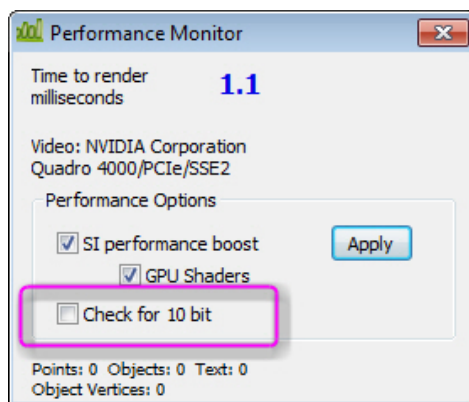 Performance Monitor
Time to render
milliseconds
1.1
Video: NVIDIA Corporation
Quadro 4000/PCIe/SSE2
Performance Options
SI performance boost
Apply
GPU Shaders
Check for 10 bit
Points: 0 Objects: 0 Text: 0
Object Vertices: 0